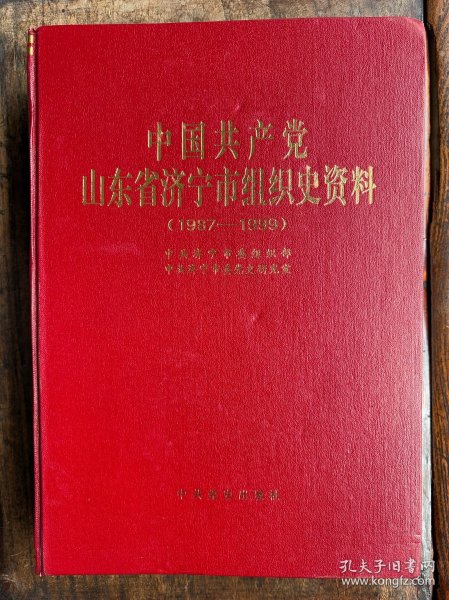 中国共产党
山东省济宁市组织史资料
(1987—1999)
中共济宁市委组织部
中共济宁市委党史研究室
中共党史出版社
孔夫子旧书网
www.kongfz.com